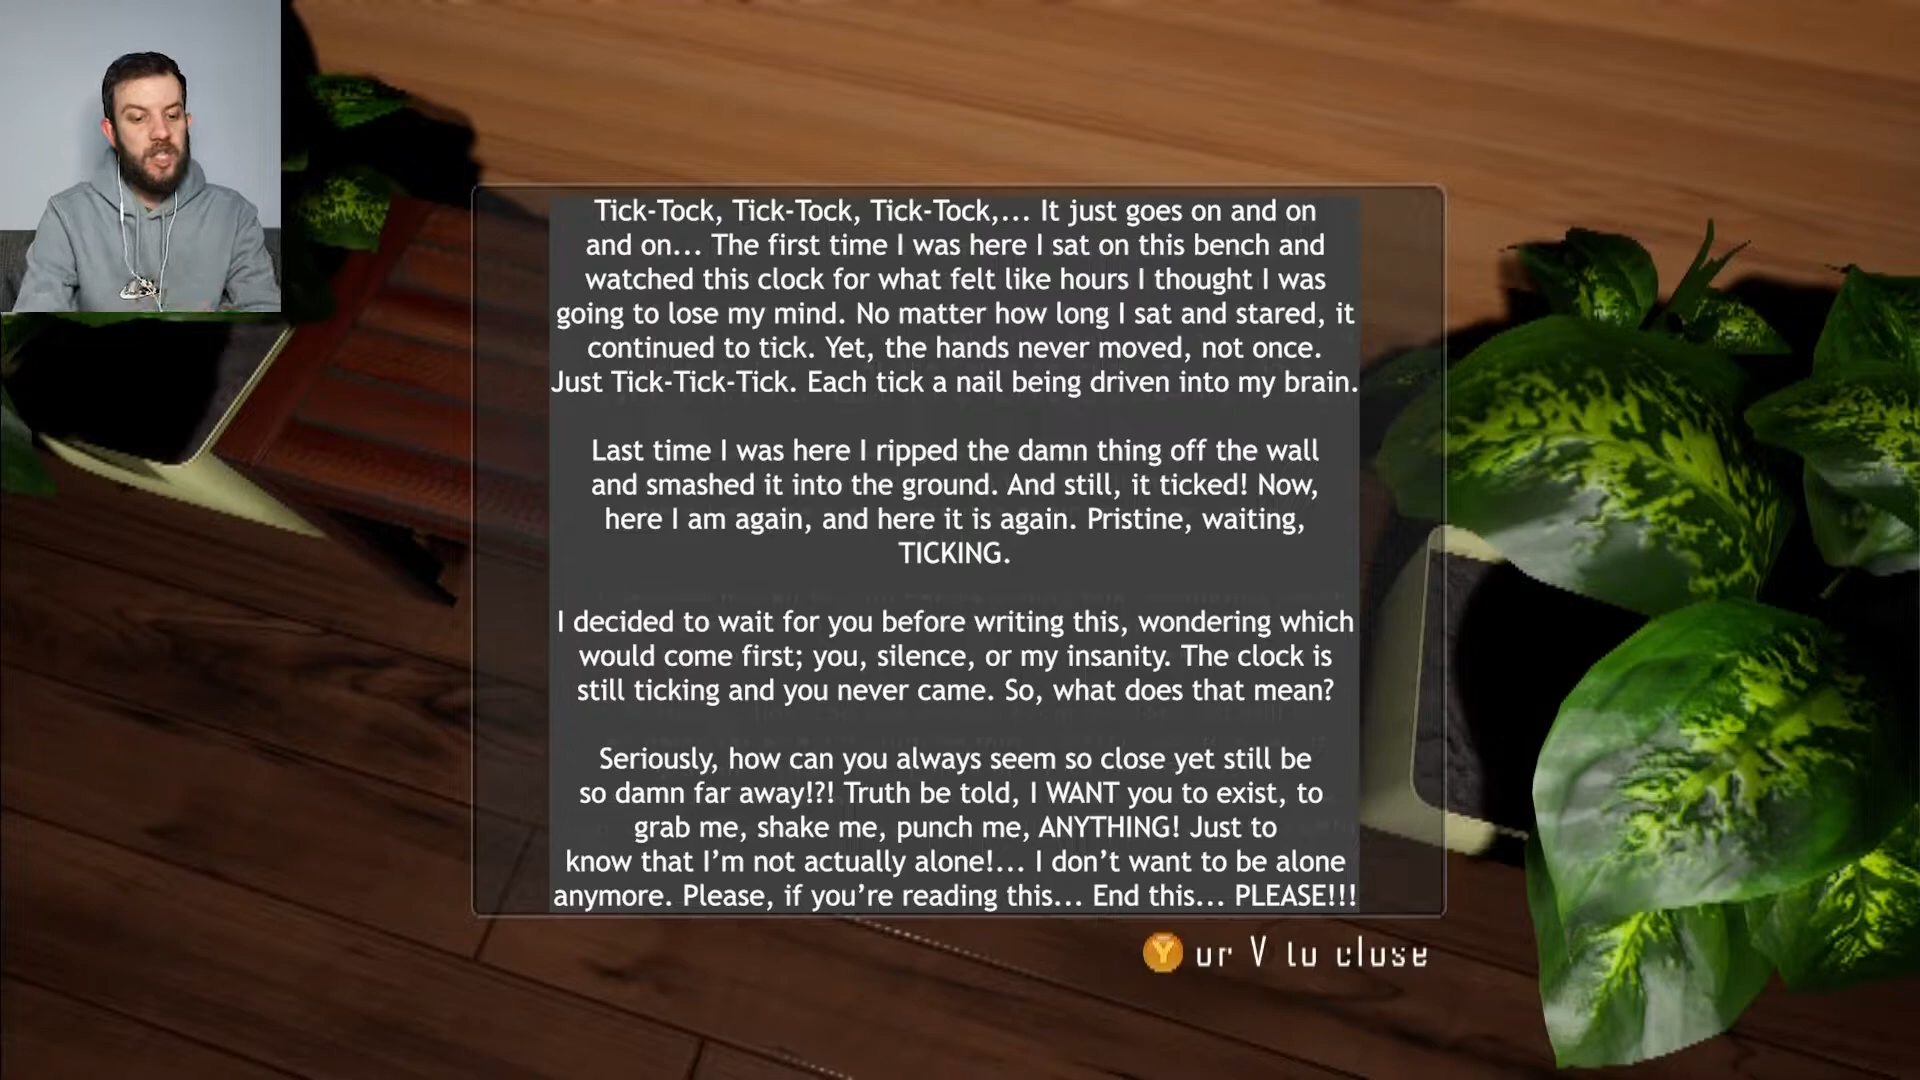 Tick-Tock, Tick-Tock, Tick-Tock,... It just goes on and on
and on... The first time I was here I sat on this bench and
watched this clock for what felt like hours I thought I was
going to lose my mind. No matter how long I sat and stared, it
continued to tick. Yet, the hands never moved, not once.
Just Tick-Tick-Tick. Each tick a nail being driven into my brain.
Last time I was here I ripped the damn thing off the wall
and smashed it into the ground. And still, it ticked! Now,
here I am again, and here it is again. Pristine, waiting,
TICKING.
I decided to wait for you before writing this, wondering which
would come first; you, silence, or my insanity. The clock is
still ticking and you never came. So, what does that mean?
Seriously, how can you always seem so close yet still be
so damn far away!?! Truth be told, I WANT you to exist, to
grab me, shake me, punch me, ANYTHING! Just to
know that I’m not actually alone!... I don’t want to be alone
anymore. Please, if you’re reading this... End this... PLEASE!!!
Y or V to close